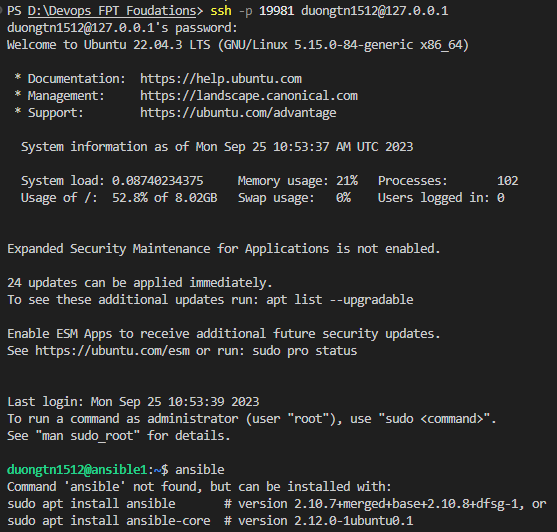 PS D:\Devops FPT Foudations> ssh -p 19981 duongtn1512@127.0.0.1
duongtn1512@127.0.0.1's password:
Welcome to Ubuntu 22.04.3 LTS (GNU/Linux 5.15.0-84-generic x86_64)

 * Documentation:  https://help.ubuntu.com
 * Management:     https://landscape.canonical.com
 * Support:        https://ubuntu.com/advantage

  System information as of Mon Sep 25 10:53:37 AM UTC 2023

  System load: 0.08740234375     Memory usage: 21%   Processes:       102
  Usage of /:  52.8% of 8.02GB   Swap usage:   0%    Users logged in: 0

Expanded Security Maintenance for Applications is not enabled.

24 updates can be applied immediately.
To see these additional updates run: apt list --upgradable

Enable ESM Apps to receive additional future security updates.
See https://ubuntu.com/esm or run: sudo pro status

Last login: Mon Sep 25 10:53:39 2023
To run a command as administrator (user "root"), use "sudo <command>".
See "man sudo_root" for details.

duongtn1512@ansible1:~$ ansible
Command 'ansible' not found, but can be installed with:
sudo apt install ansible       # version 2.10.7+merged+base+2.10.8+dfsg-1, or
sudo apt install ansible-core  # version 2.12.0-1ubuntu0.1